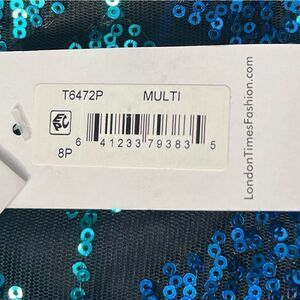 T6472P MULTI
8P
6 41233 79383 5
LondonTimesFashion.com